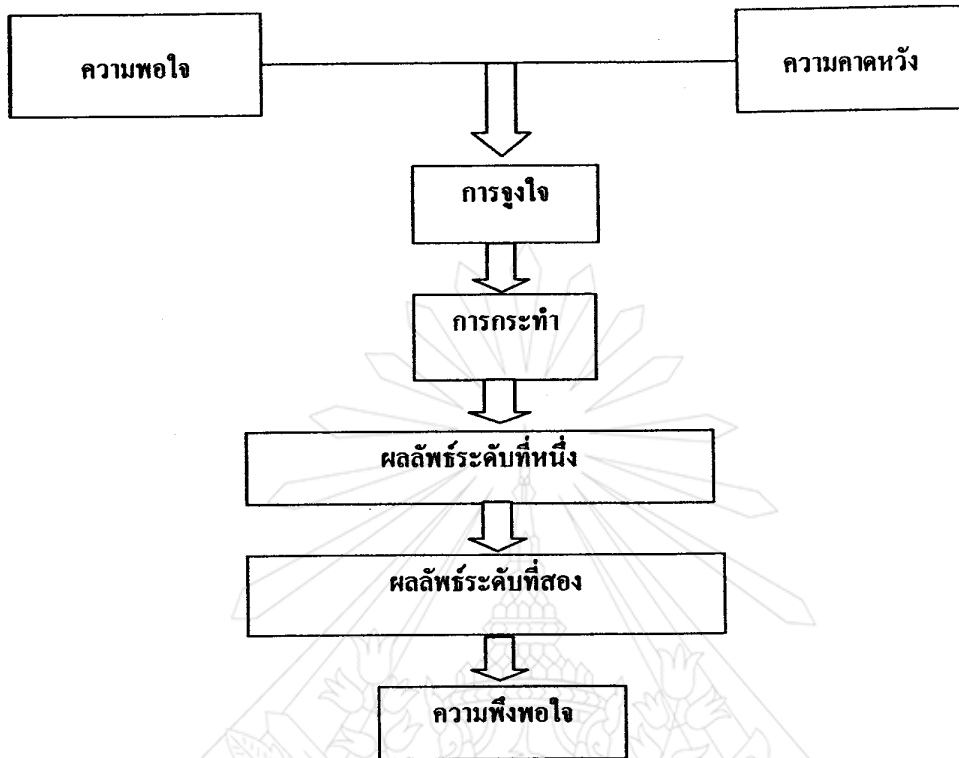 ความพอใจ
ความคาดหวัง
การจูงใจ
การกระทำ
ผลลัพธ์ระดับที่หนึ่ง
ผลลัพธ์ระดับที่สอง
ความพึงพอใจ